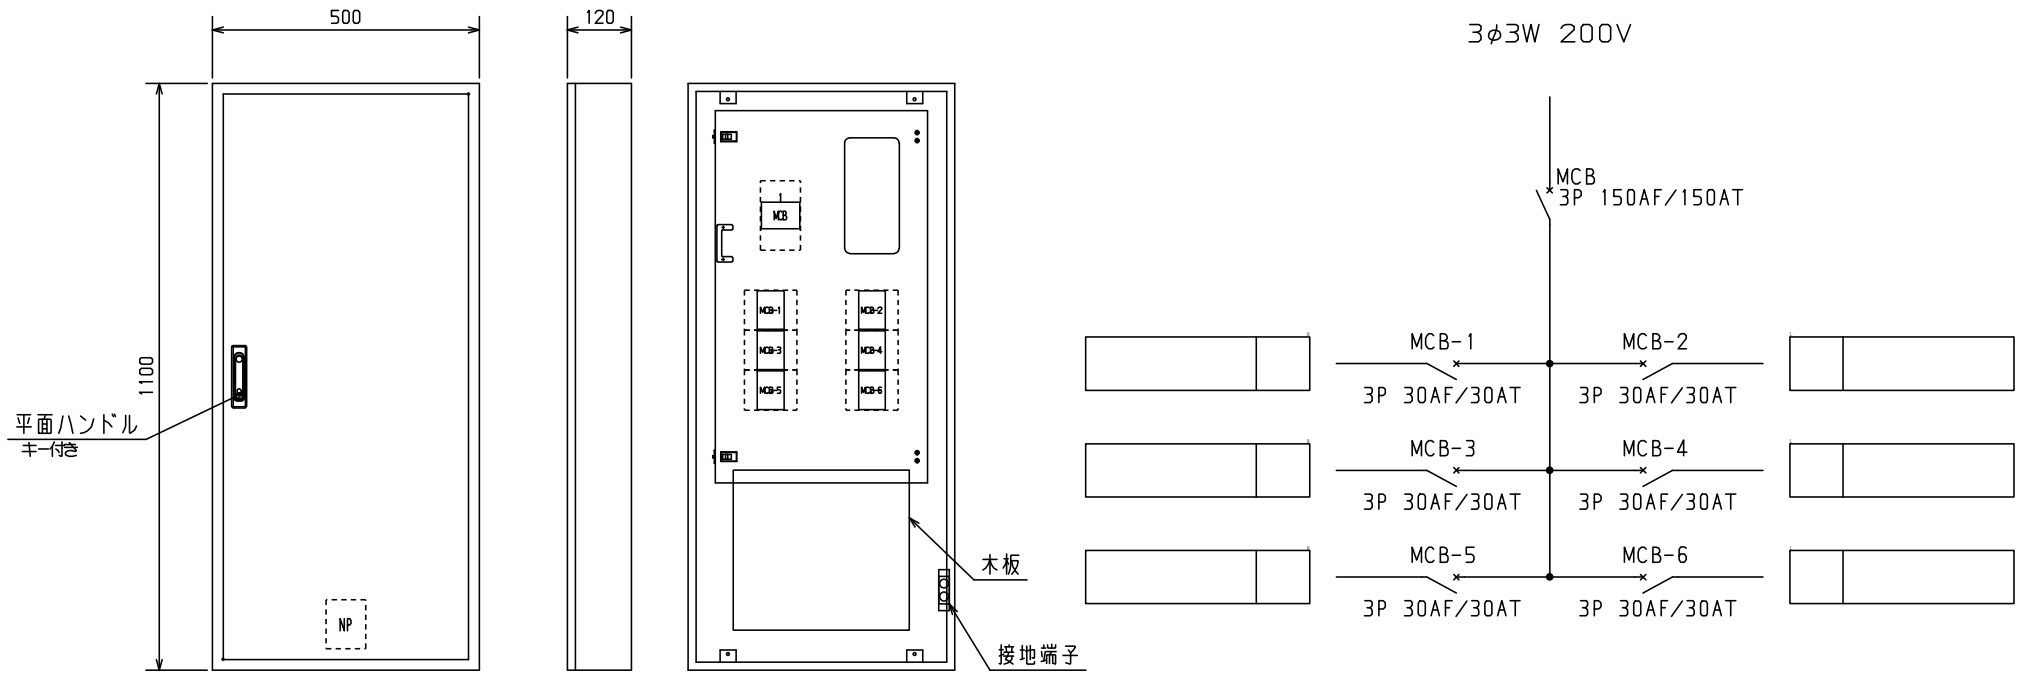 500
120
1100
平面ハンドル
キー付き
NP
1
MCB
MCB-1
MCB-2
MCB-3
MCB-4
MCB-5
MCB-6
木板
接地端子
3φ3W 200V
MCB
3P 150AF/150AT
MCB-1
MCB-2
3P 30AF/30AT
3P 30AF/30AT
MCB-3
MCB-4
3P 30AF/30AT
3P 30AF/30AT
MCB-5
MCB-6
3P 30AF/30AT
3P 30AF/30AT